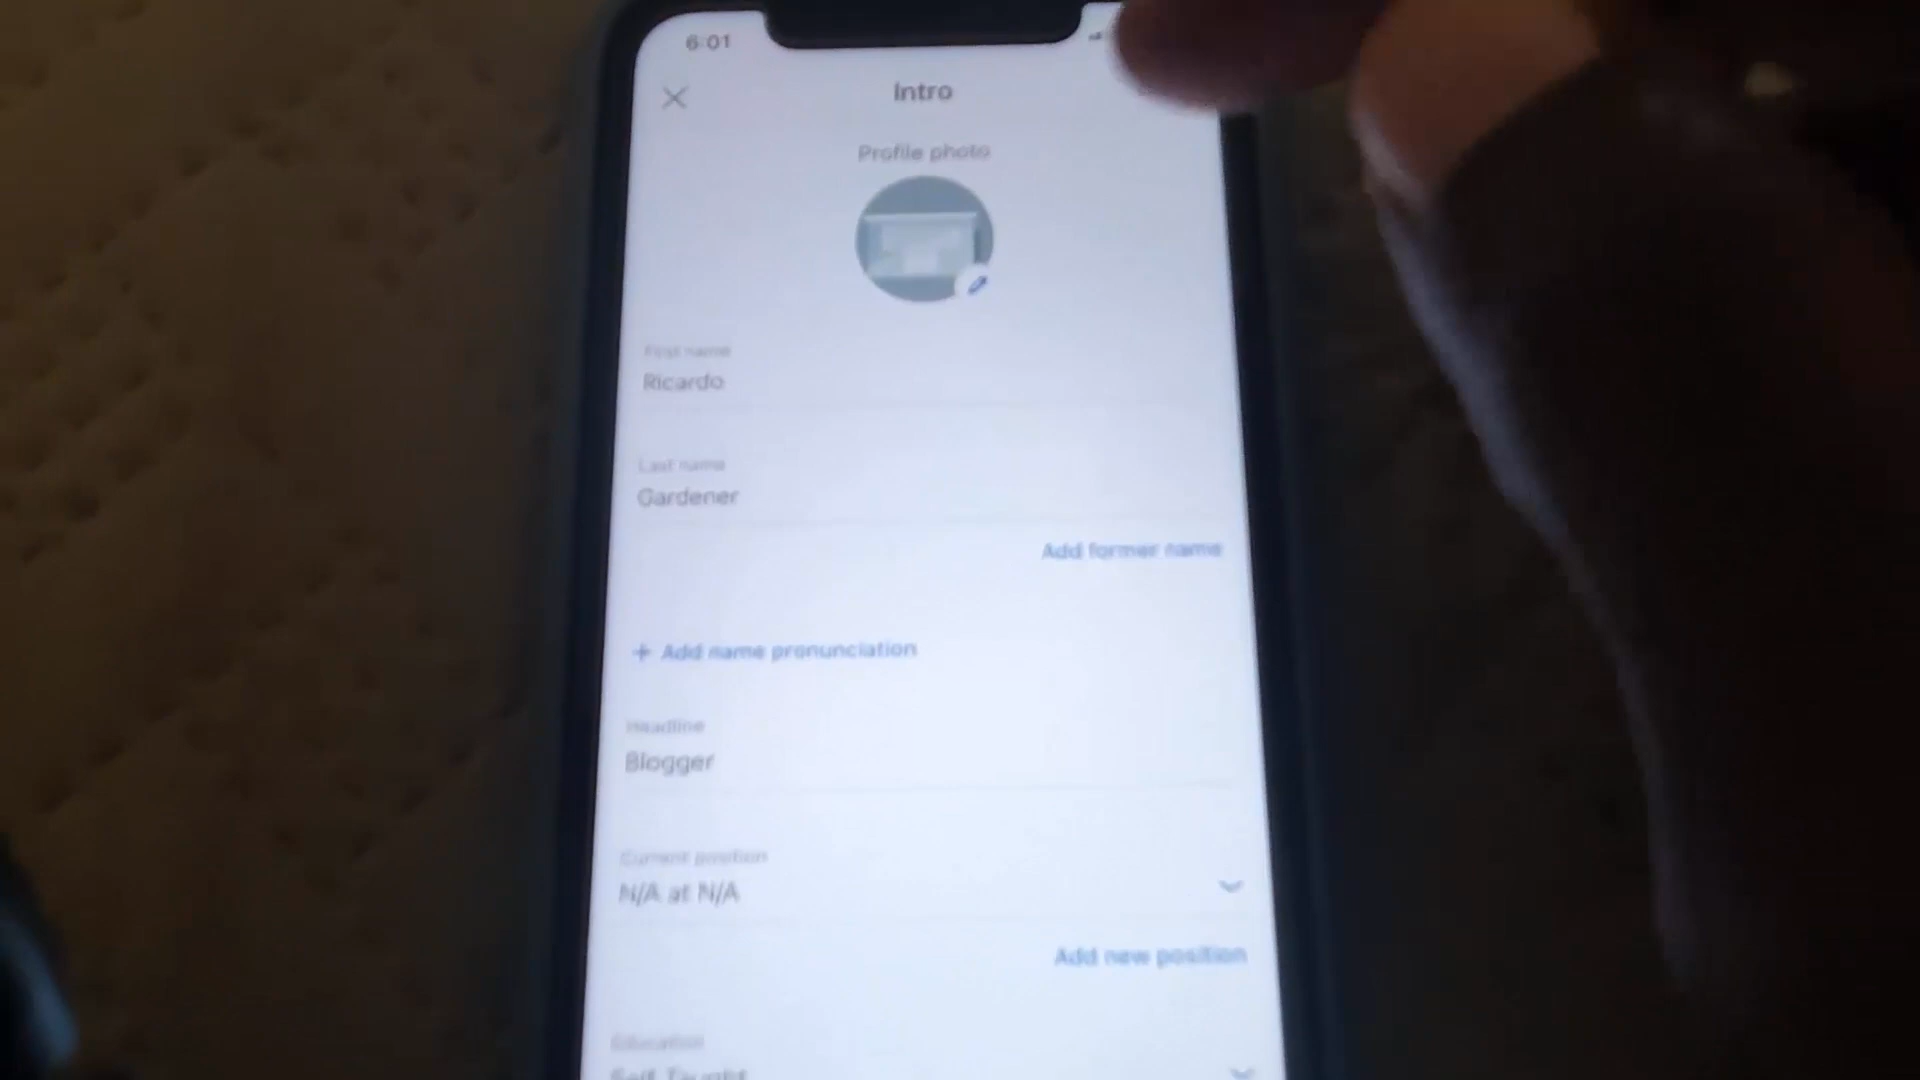 6:01
Intro
Profile photo
First name
Ricardo
Last name
Gardener
Add former name
+ Add name pronunciation
Headline
Blogger
Current position
N/A at N/A
Add new position
Education
Self Taught